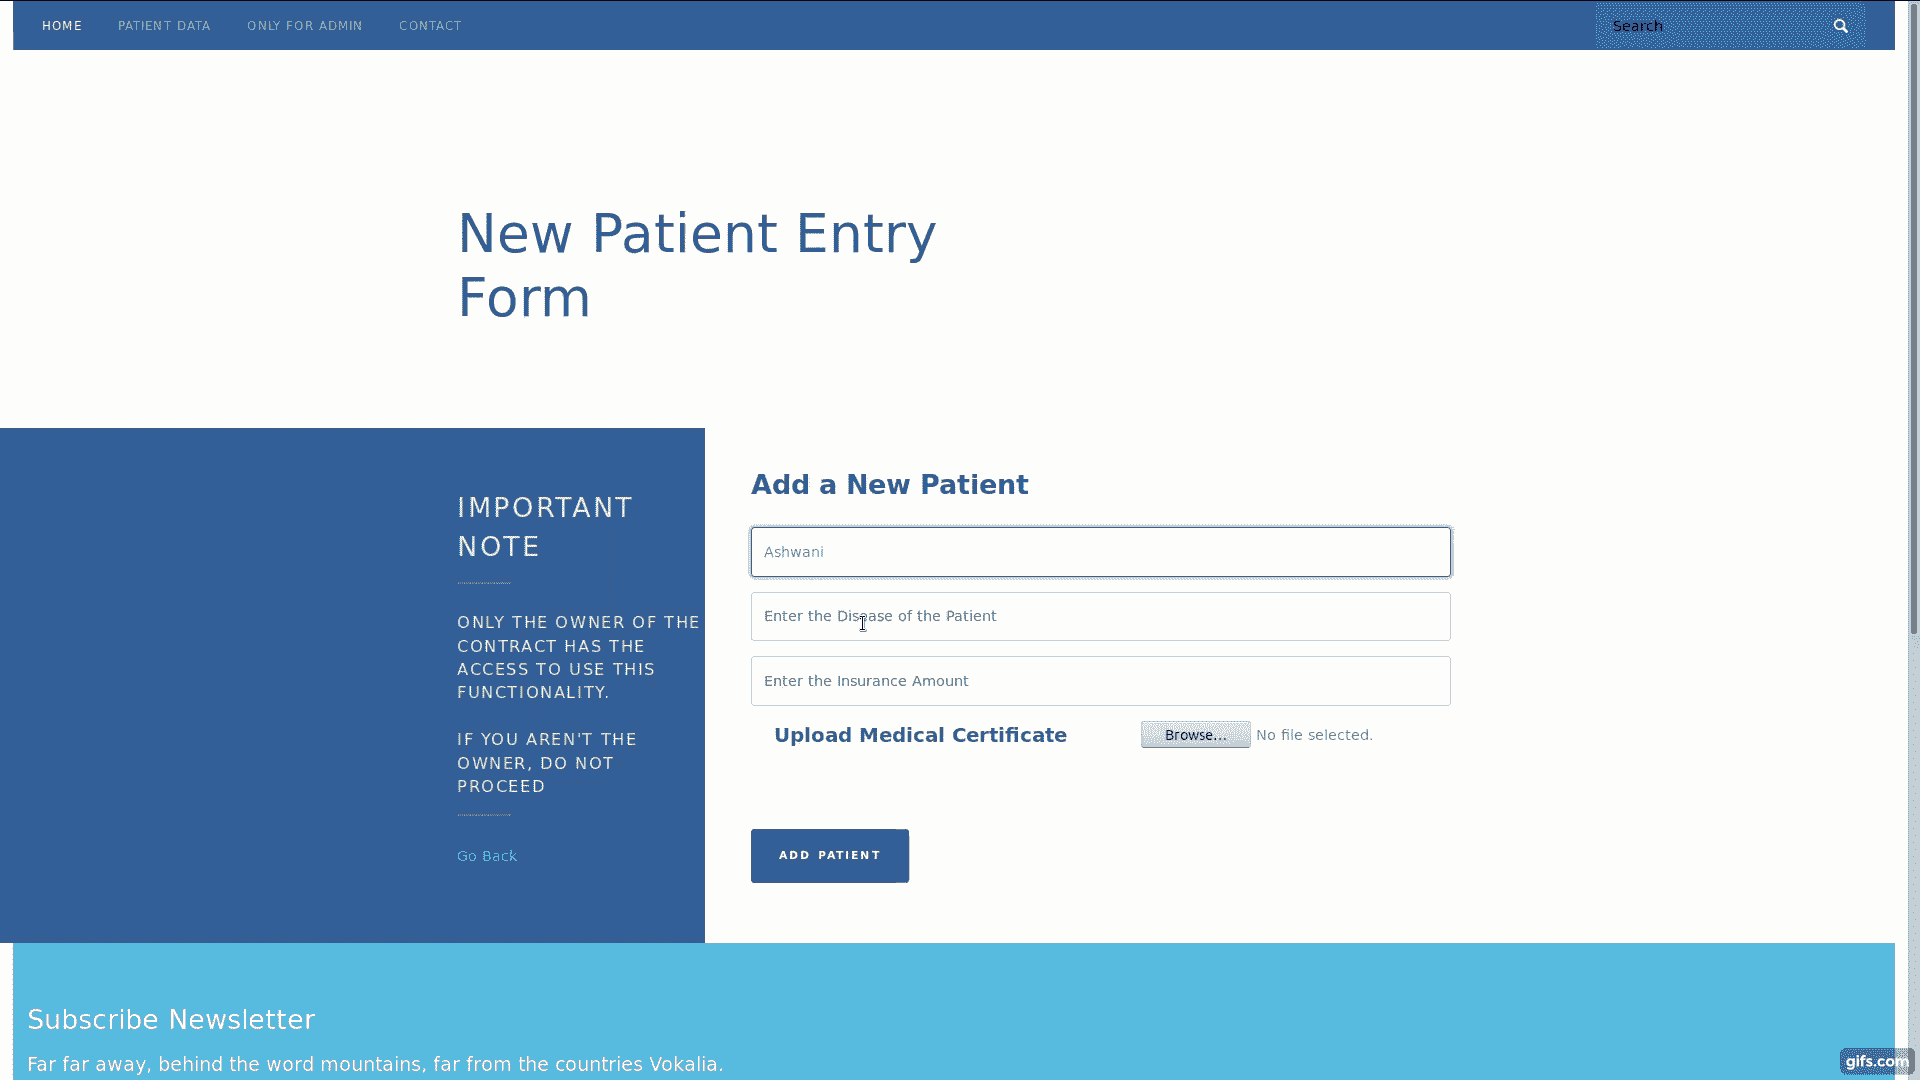 HOME PATIENT DATA ONLY FOR ADMIN CONTACT Search
New Patient Entry
Form
IMPORTANT
NOTE
ONLY THE OWNER OF THE
CONTRACT HAS THE
ACCESS TO USE THIS
FUNCTIONALITY.
IF YOU AREN'T THE
OWNER, DO NOT
PROCEED
Go Back
Add a New Patient
Ashwani
Enter the Disease of the Patient
Enter the Insurance Amount
Upload Medical Certificate Browse... No file selected.
ADD PATIENT
Subscribe Newsletter
Far far away, behind the word mountains, far from the countries Vokalia.
gifs.com